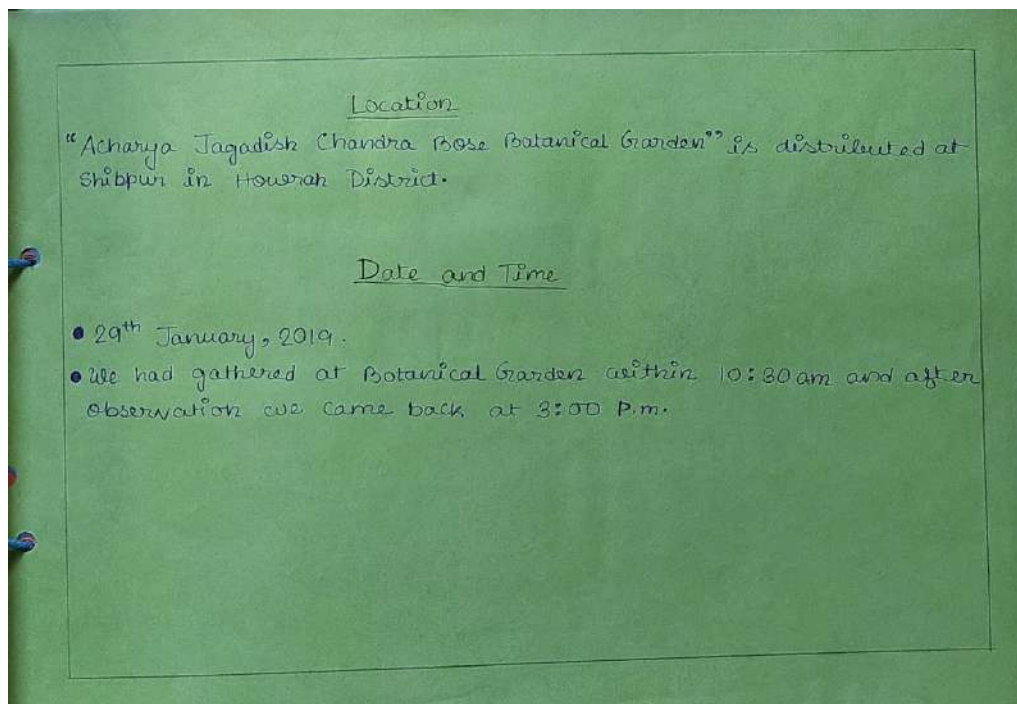 Location
"Acharya Jagadish Chandra Bose Botanical Garden" is distributed at
Shibpur in Howrah District.
Date and Time
• 29th January, 2019.
• We had gathered at Botanical Garden within 10:30 am and after
observation we came back at 3:00 P.m.